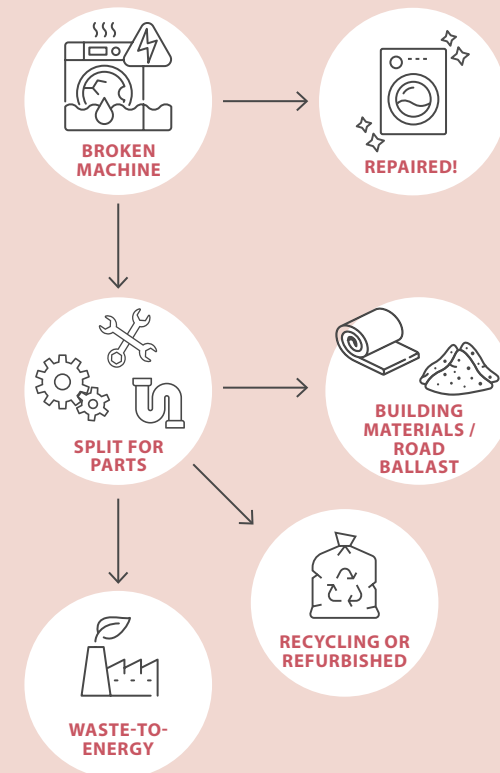 BROKEN
MACHINE
REPAIRED!
SPLIT FOR
PARTS
BUILDING
MATERIALS /
ROAD
BALLAST
RECYCLING OR
REFURBISHED
WASTE-TO-
ENERGY